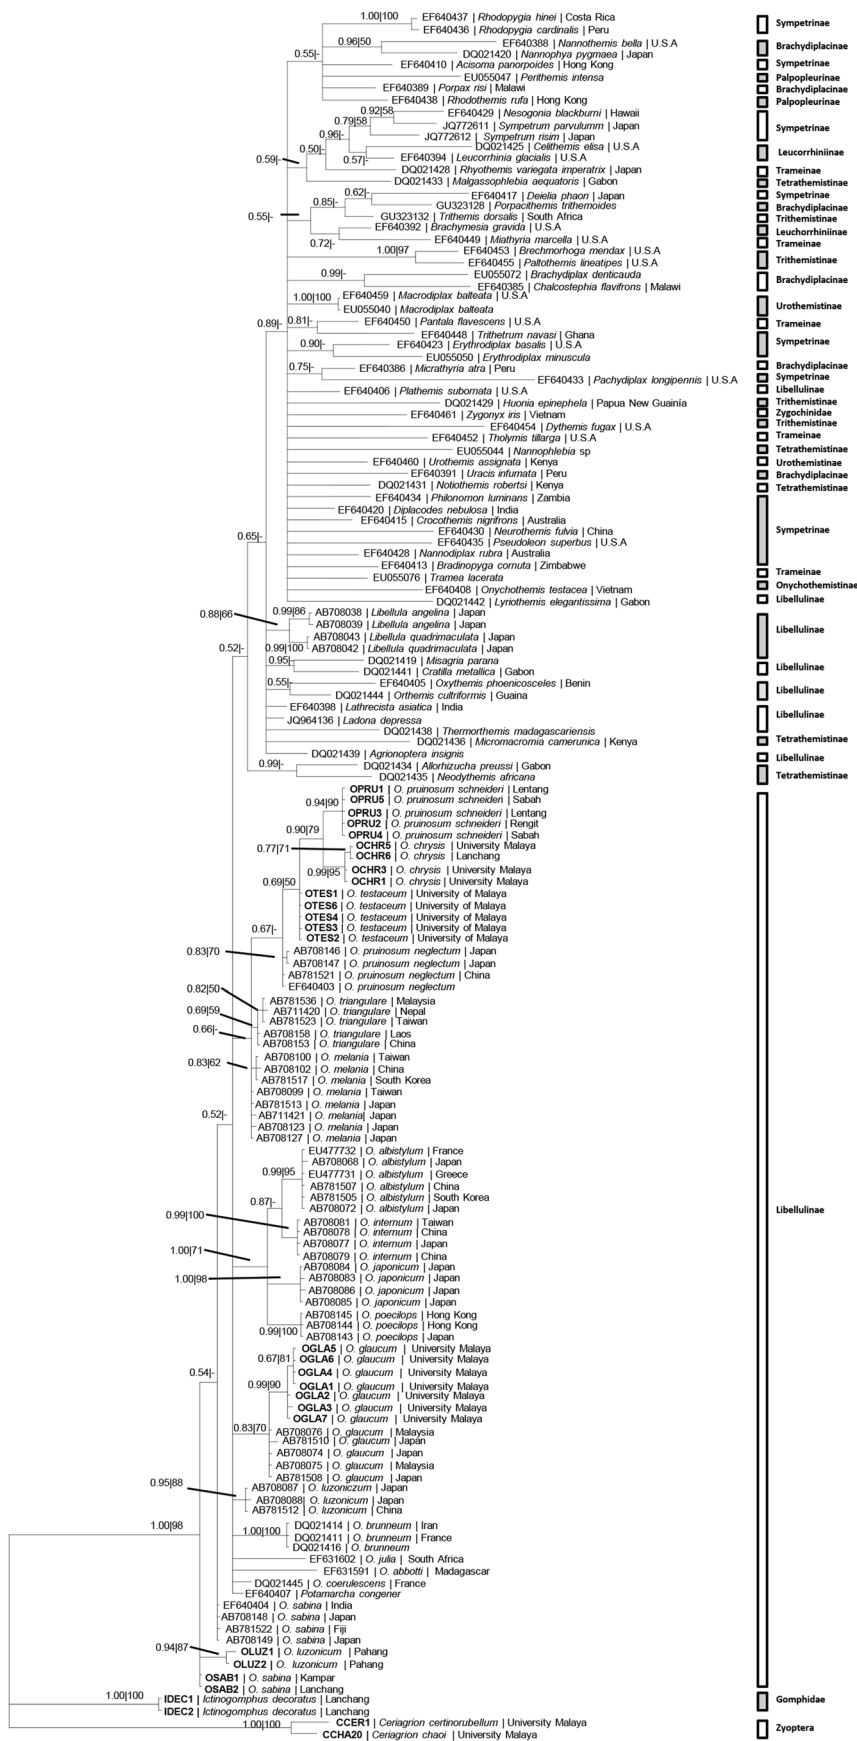 1.00|100
EF640437 | Rhodopygia hinei | Costa Rica
EF640436 | Rhodopygia cardinalis | Peru
Sympetrinae
0.96|50
EF640388 | Nannothemis bella | U.S.A
DQ021420 | Nannophya pygmaea | Japan
Brachydiplacinae
0.55|-
EF640410 | Acisoma panorpoides | Hong Kong
Sympetrinae
EU055047 | Perithemis intensa
Palpopleurinae
EF640389 | Porpax risi | Malawi
Brachydiplacinae
EF640438 | Rhodothemis rufa | Hong Kong
Palpopleurinae
0.92|58
EF640429 | Nesogonia blackburni | Hawaii
0.79|58
JQ772611 | Sympetrum parvulumm | Japan
0.96|-
JQ772612 | Sympetrum risim | Japan
Sympetrinae
0.50|-
DQ021425 | Celithemis elisa | U.S.A
0.57|-
EF640394 | Leucorrhinia glacialis | U.S.A
Leucorrhiniinae
0.59|-
DQ021428 | Rhyothemis variegata imperatrix | Japan
Trameinae
DQ021433 | Malgassophlebia aequatoris | Gabon
Tetrathemistinae
0.62|-
EF640417 | Deielia phaon | Japan
Sympetrinae
0.85|-
GU323128 | Porpacithemis trithemoides
Brachydiplacinae
0.55|-
GU323132 | Trithemis dorsalis | South Africa
Trithemistinae
EF640392 | Brachymesia gravida | U.S.A
Leuchorrhiniinae
0.72|-
EF640449 | Miathyria marcella | U.S.A
Trameinae
1.00|97
EF640453 | Brechmorhoga mendax | U.S.A
EF640455 | Paltothemis lineatipes | U.S.A
Trithemistinae
0.99|-
EU055072 | Brachydiplax denticauda
EF640385 | Chalcostephia flavifrons | Malawi
Brachydiplacinae
1.00|100
EF640459 | Macrodiplax balteata | U.S.A
EU055040 | Macrodiplax balteata
Urothemistinae
0.89|-
0.81|-
EF640450 | Pantala flavescens | U.S.A
Trameinae
EF640448 | Trithetrum navasi | Ghana
0.90|-
EF640423 | Erythrodiplax basalis | U.S.A
Sympetrinae
EU055050 | Erythrodiplax minuscula
0.75|-
EF640386 | Micrathyria atra | Peru
Brachydiplacinae
EF640433 | Pachydiplax longipennis | U.S.A
Sympetrinae
EF640406 | Plathemis subornata | U.S.A
Libellulinae
DQ021429 | Huonia epinephela | Papua New Guainía
Trithemistinae
EF640461 | Zygonyx iris | Vietnam
Zygochinidae
EF640454 | Dythemis fugax | U.S.A
Trithemistinae
EF640452 | Tholymis tillarga | U.S.A
Trameinae
EU055044 | Nannophlebia sp
Tetrathemistinae
EF640460 | Urothemis assignata | Kenya
Urothemistinae
EF640391 | Uracis infumata | Peru
Brachydiplacinae
DQ021431 | Notiothemis robertsi | Kenya
Tetrathemistinae
EF640434 | Philonomon luminans | Zambia
EF640420 | Diplacodes nebulosa | India
EF640415 | Crocothemis nigrifrons | Australia
EF640430 | Neurothemis fulvia | China
Sympetrinae
EF640435 | Pseudoleon superbus | U.S.A
0.65|-
EF640428 | Nannodiplax rubra | Australia
EF640413 | Bradinopyga cornuta | Zimbabwe
Trameinae
EU055076 | Tramea lacerata
EF640408 | Onychothemis testacea | Vietnam
Onychothemistinae
DQ021442 | Lyriothemis elegantissima | Gabon
Libellulinae
0.88|66
0.99|86
AB708038 | Libellula angelina | Japan
AB708039 | Libellula angelina | Japan
Libellulinae
AB708043 | Libellula quadrimaculata | Japan
0.52|-
0.99|100
AB708042 | Libellula quadrimaculata | Japan
0.95|-
DQ021419 | Misagria parana
DQ021441 | Cratilla metallica | Gabon
Libellulinae
0.55|-
EF640405 | Oxythemis phoenicosceles | Benin
DQ021444 | Orthemis cultriformis | Guaina
Libellulinae
EF640398 | Lathrecista asiatica | India
JQ964136 | Ladona depressa
Libellulinae
DQ021438 | Thermorthemis madagascariensis
DQ021436 | Micromacromia camerunica | Kenya
Tetrathemistinae
DQ021439 | Agrionoptera insignis
Libellulinae
0.99|-
DQ021434 | Allorhizucha preussi | Gabon
DQ021435 | Neodythemis africana
Tetrathemistinae
OPRU1 | O. pruinosum schneideri | Lentang
0.94|90
OPRU5 | O. pruinosum schneideri | Sabah
OPRU3 | O. pruinosum schneideri | Lentang
OPRU2 | O. pruinosum schneideri | Rengit
0.90|79
OPRU4 | O. pruinosum schneideri | Sabah
0.77|71
OCHR5 | O. chrysis | University Malaya
OCHR6 | O. chrysis | Lanchang
0.99|95
OCHR3 | O. chrysis | University Malaya
OCHR1 | O. chrysis | University Malaya
0.69|50
OTES1 | O. testaceum | University of Malaya
OTES6 | O. testaceum | University of Malaya
OTES4 | O. testaceum | University of Malaya
0.67|-
OTES3 | O. testaceum | University of Malaya
OTES2 | O. testaceum | University of Malaya
0.83|70
AB708146 | O. pruinosum neglectum | Japan
AB708147 | O. pruinosum neglectum | Japan
AB781521 | O. pruinosum neglectum | China
EF640403 | O. pruinosum neglectum
0.82|50
AB781536 | O. triangulare | Malaysia
0.69|59
AB711420 | O. triangulare | Nepal
AB781523 | O. triangulare | Taiwan
0.66|-
AB708158 | O. triangulare | Laos
AB708153 | O. triangulare | China
0.83|62
AB708100 | O. melania | Taiwan
AB708102 | O. melania | China
AB781517 | O. melania | South Korea
AB708099 | O. melania | Taiwan
AB781513 | O. melania | Japan
0.52|-
AB711421 | O. melania| Japan
AB708123 | O. melania | Japan
AB708127 | O. melania | Japan
EU477732 | O. albistylum | France
AB708068 | O. albistylum | Japan
0.99|95
EU477731 | O. albistylum | Greece
AB781507 | O. albistylum | China
0.87|-
AB781505 | O. albistylum | South Korea
AB708072 | O. albistylum | Japan
Libellulinae
0.99|100
AB708081 | O. internum | Taiwan
AB708078 | O. internum | China
AB708077 | O. internum | Japan
1.00|71
AB708079 | O. internum | China
AB708084 | O. japonicum | Japan
1.00|98
AB708083 | O. japonicum | Japan
AB708086 | O. japonicum | Japan
AB708085 | O. japonicum | Japan
AB708145 | O. poecilops | Hong Kong
AB708144 | O. poecilops | Hong Kong
0.99|100
AB708143 | O. poecilops | Japan
OGLA5 | O. glaucum | University Malaya
0.67|81
OGLA6 | O. glaucum | University Malaya
0.54|-
OGLA4 | O. glaucum | University Malaya
0.99|90
OGLA1 | O. glaucum | University Malaya
OGLA2 | O. glaucum | University Malaya
OGLA3 | O. glaucum | University Malaya
OGLA7 | O. glaucum | University Malaya
0.83|70
AB708076 | O. glaucum | Malaysia
AB781510 | O. glaucum | Japan
AB708074 | O. glaucum | Japan
AB708075 | O. glaucum | Malaysia
AB781508 | O. glaucum | Japan
0.95|88
AB708087 | O. luzoniczum | Japan
AB708088 | O. luzonicum | Japan
AB781512 | O. luzonicum | China
1.00|98
1.00|100
DQ021414 | O. brunneum | Iran
DQ021411 | O. brunneum | France
DQ021416 | O. brunneum
EF631602 | O. julia | South Africa
EF631591 | O. abbotti | Madagascar
DQ021445 | O. coerulescens | France
EF640407 | Potamarcha congener
EF640404 | O. sabina | India
AB708148 | O. sabina | Japan
AB781522 | O. sabina | Fiji
AB708149 | O. sabina | Japan
0.94|87
OLUZ1 | O. luzonicum | Pahang
OLUZ2 | O. luzonicum | Pahang
OSAB1 | O. sabina | Kampar
OSAB2 | O. sabina | Lanchang
1.00|100
IDEC1 | Ictinogomphus decoratus | Lanchang
IDEC2 | Ictinogomphus decoratus | Lanchang
Gomphidae
1.00|100
CCER1 | Ceriagrion certinorubellum | University Malaya
CCHA20 | Ceriagrion chaoi | University Malaya
Zyoptera